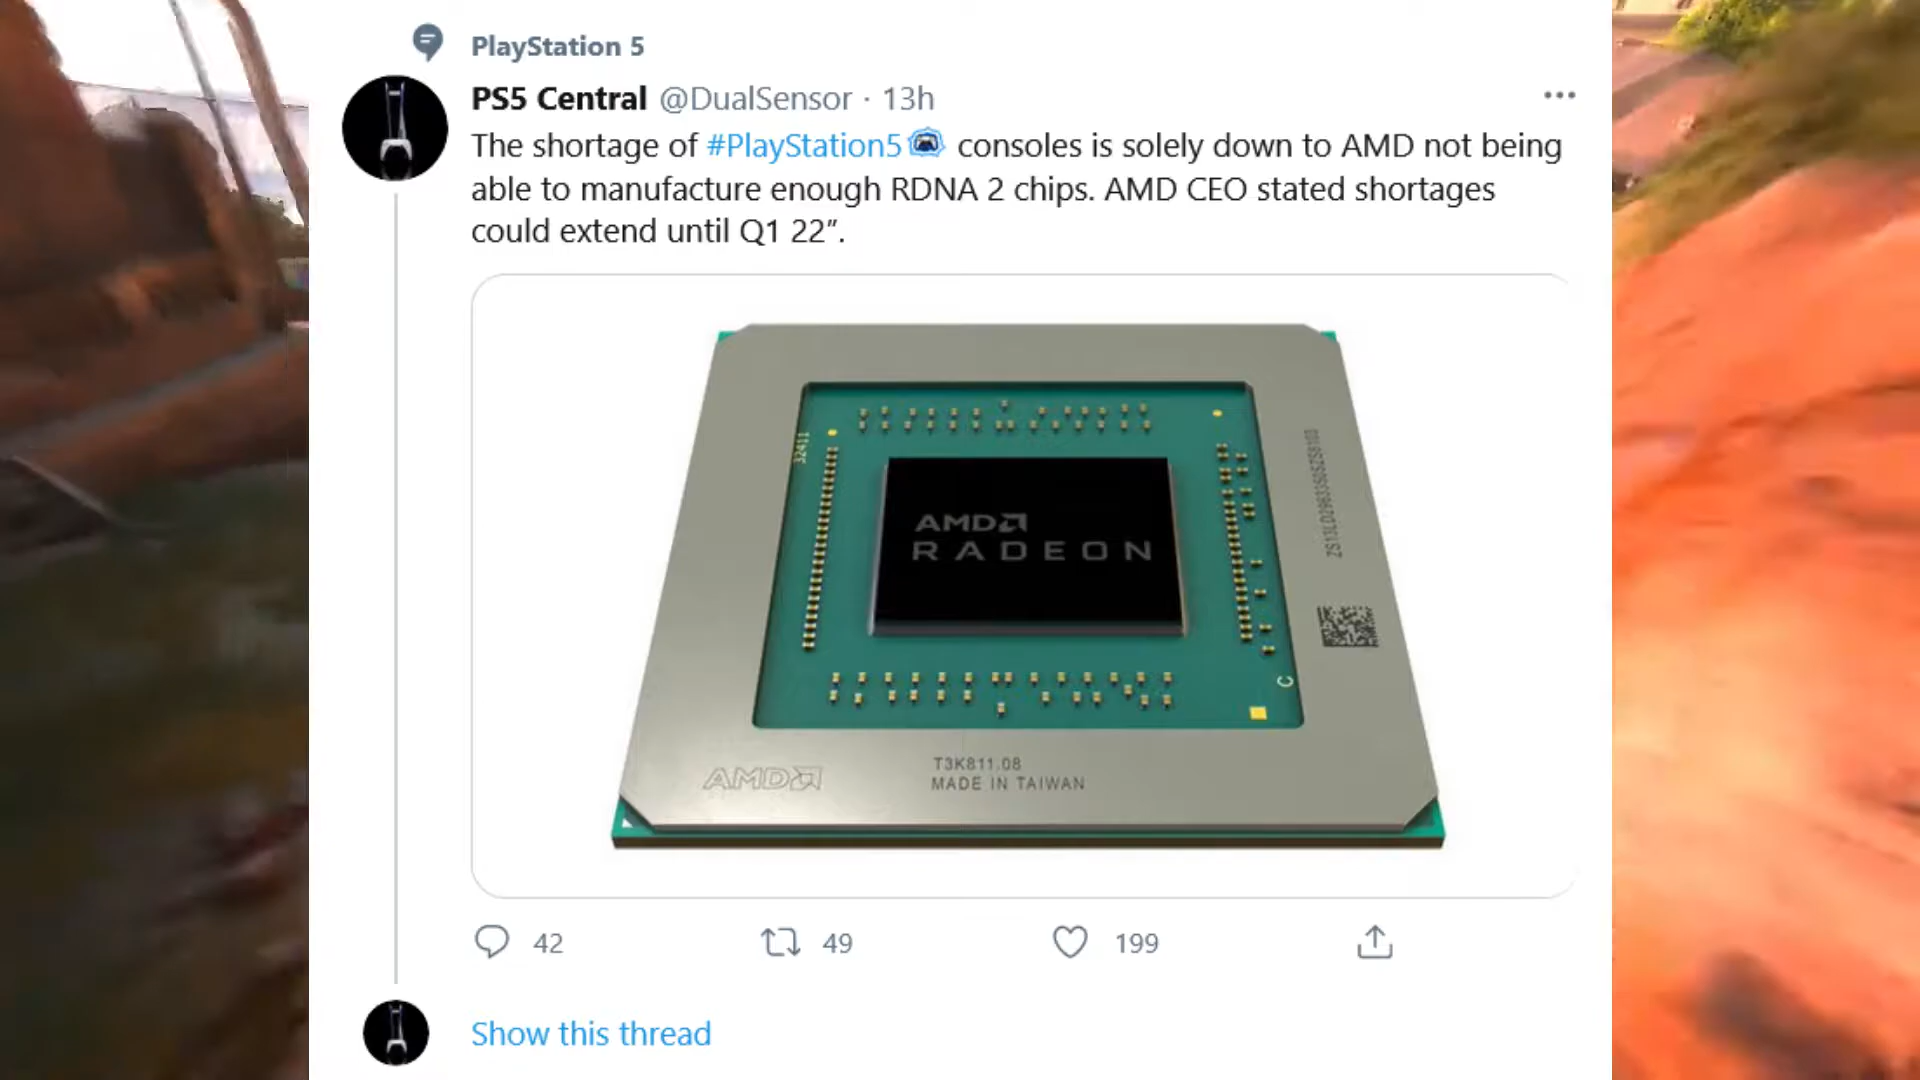 PlayStation 5
PS5 Central @DualSensor · 13h
The shortage of #PlayStation5 consoles is solely down to AMD not being
able to manufacture enough RDNA 2 chips. AMD CEO stated shortages
could extend until Q1 22”.
32411
AMD
RADEON
C
AMD
T3K811.08
MADE IN TAIWAN
42
49
199
Show this thread